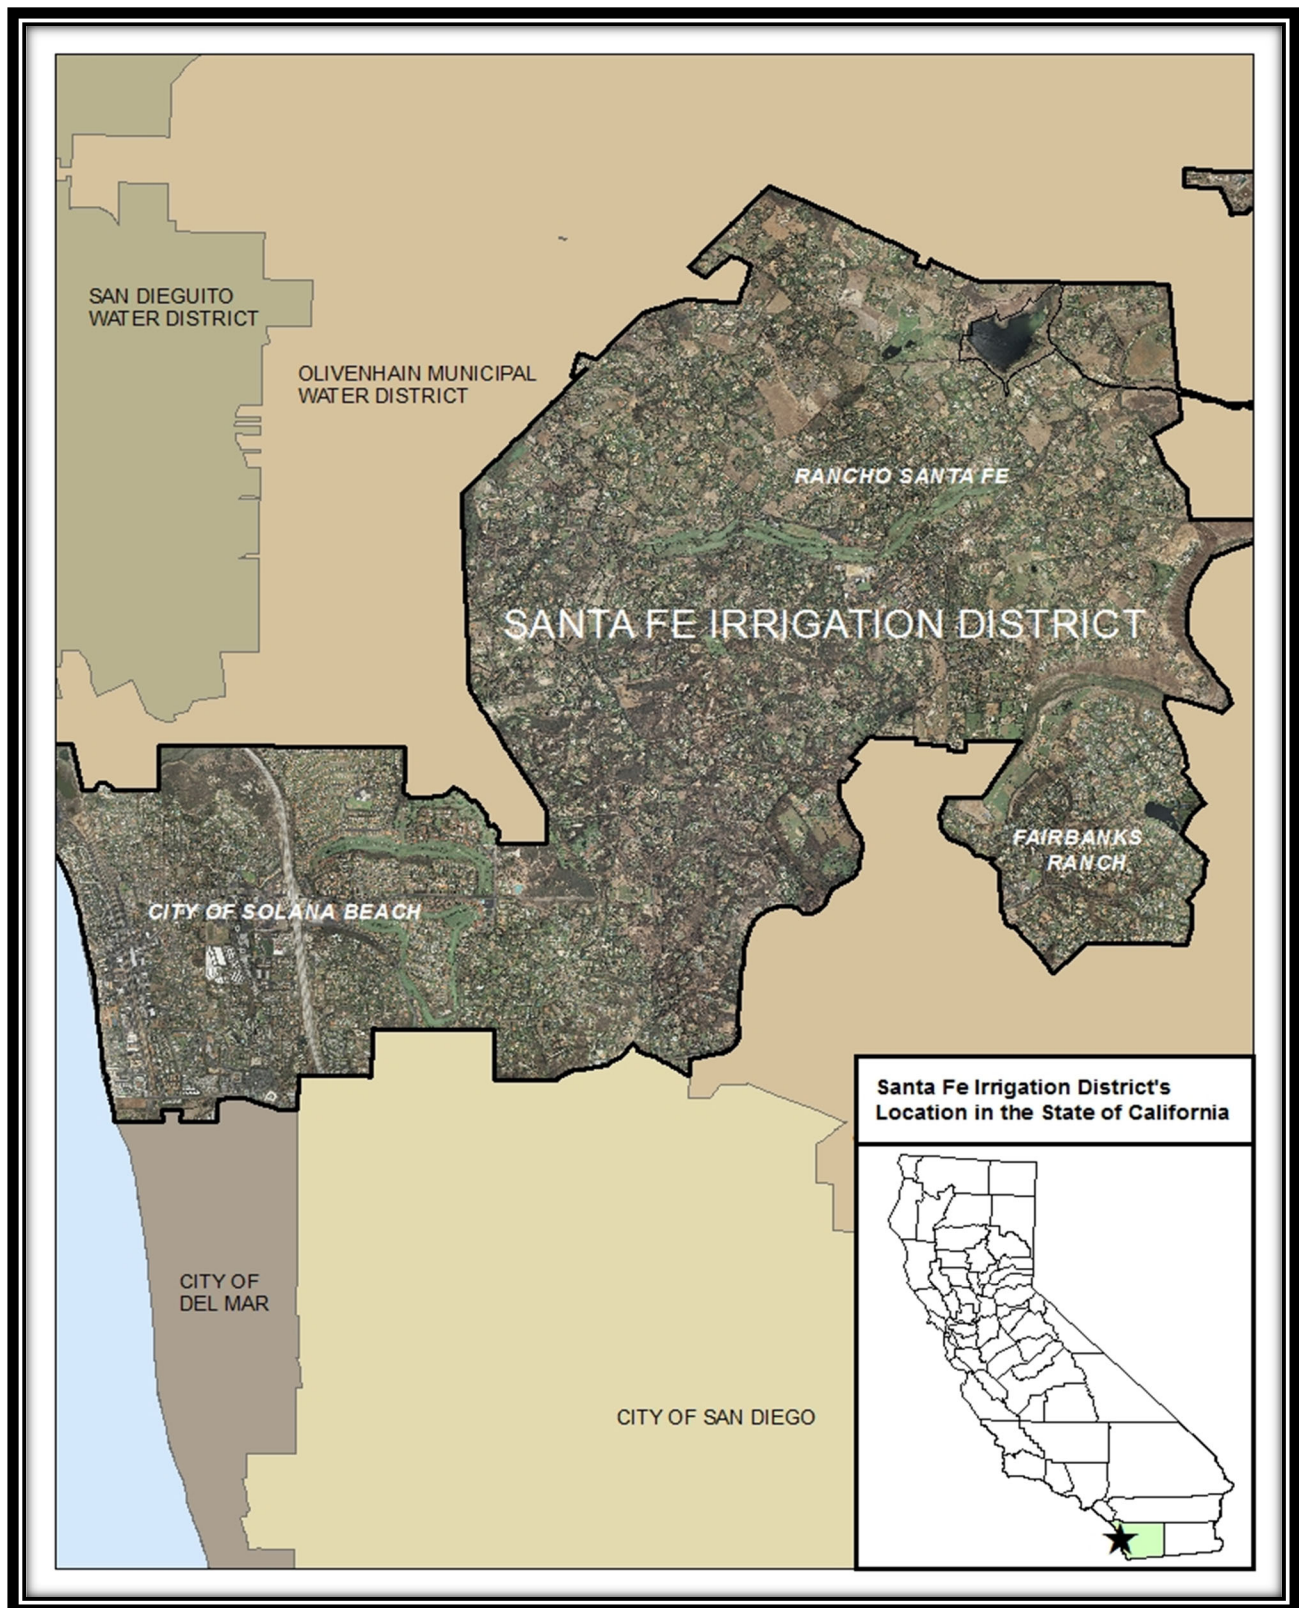 SAN DIEGUITO
WATER DISTRICT
OLIVENHAIN MUNICIPAL
WATER DISTRICT
RANCHO SANTA FE
SANTA FE IRRIGATION DISTRICT
FAIRBANKS
RANCH
CITY OF SOLANA BEACH
Santa Fe Irrigation District's
Location in the State of California
CITY OF
DEL MAR
CITY OF SAN DIEGO